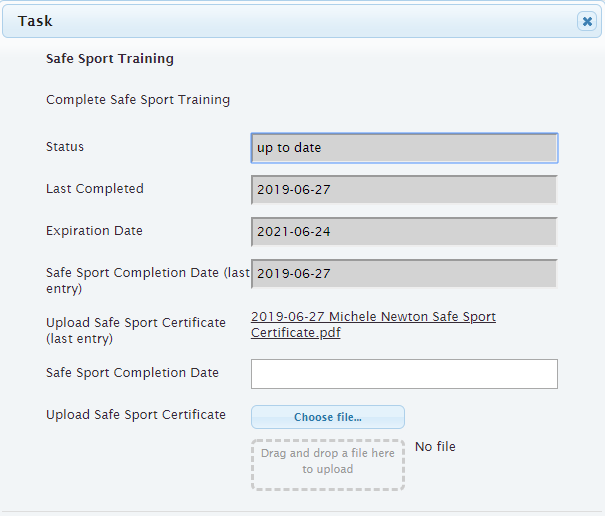 Task
Safe Sport Training
Complete Safe Sport Training
Status
up to date
Last Completed
2019-06-27
Expiration Date
2021-06-24
Safe Sport Completion Date (last
entry)
2019-06-27
Upload Safe Sport Certificate
(last entry)
2019-06-27 Michele Newton Safe Sport
Certificate.pdf
Safe Sport Completion Date
Upload Safe Sport Certificate
Choose file...
Drag and drop a file here
to upload
No file